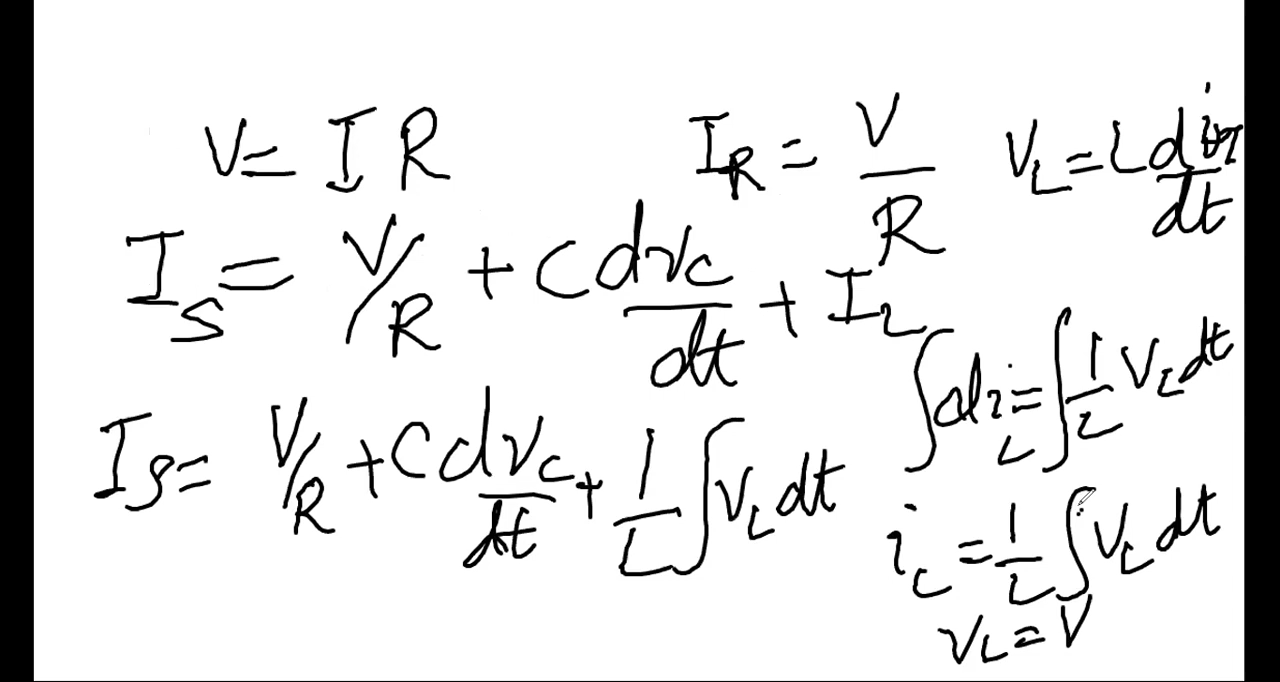 V = I R
I_R = V/R
V_L = L di/dt
I_S = V/R + C dv_C/dt + I_L
∫di_L = ∫ 1/L V_L dt
I_S = V/R + C dv_C/dt + 1/L ∫V_L dt
i_L = 1/L ∫V_L dt
V_L = V